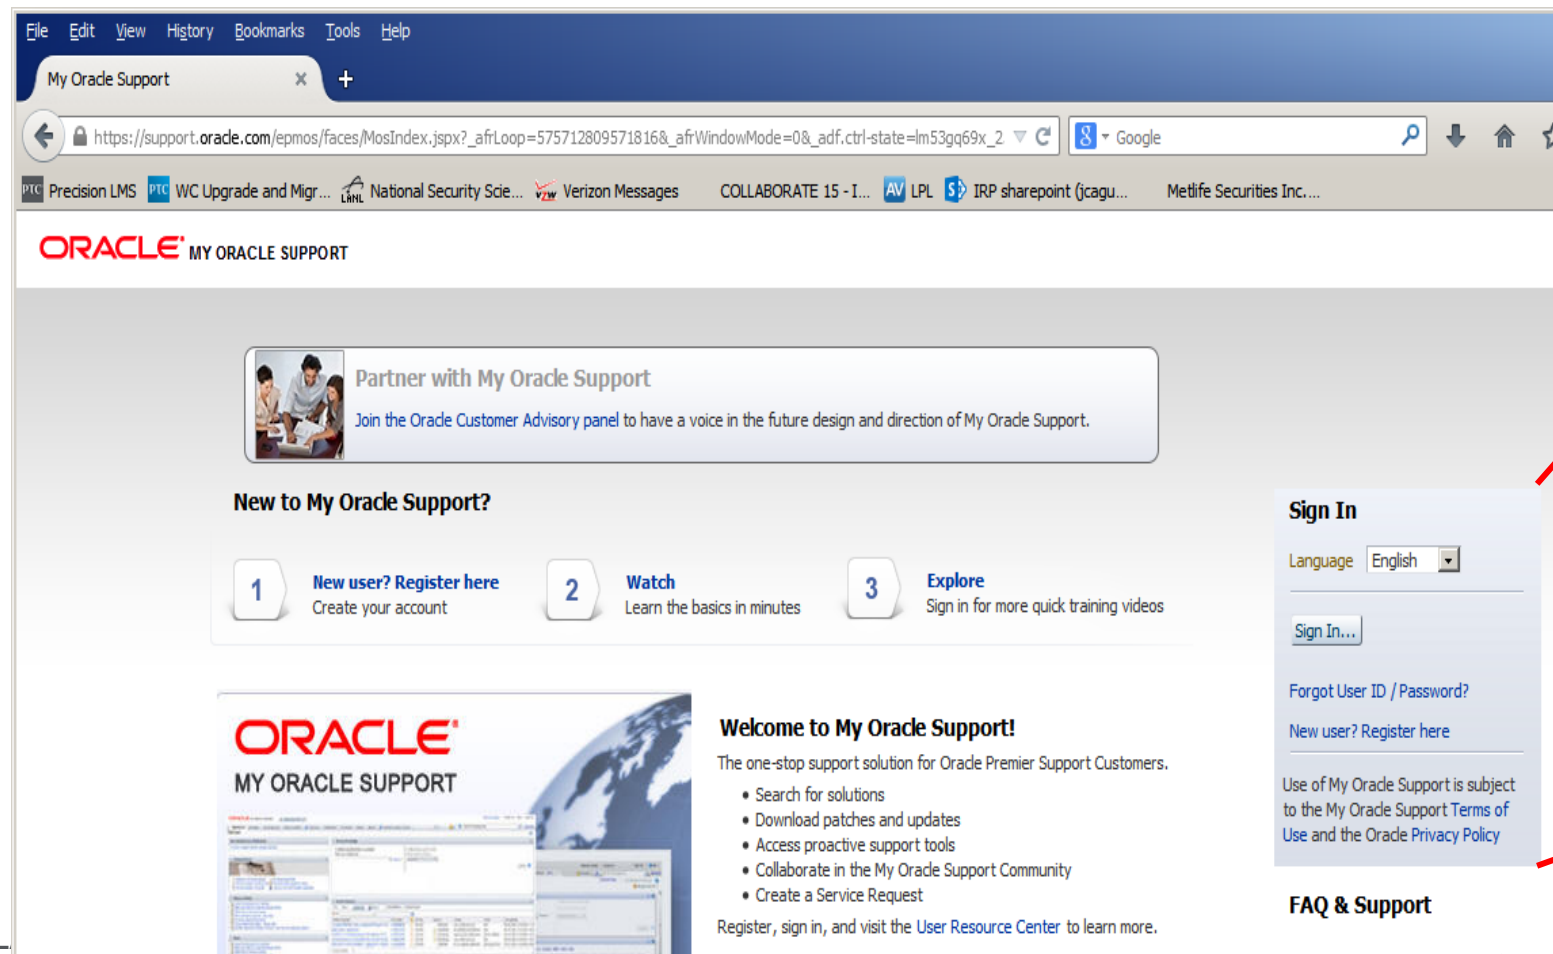 File Edit View History Bookmarks Tools Help
My Oracle Support
https://support.oracle.com/epmos/faces/MosIndex.jspx?_afrLoop=575712809571816&_afrWindowMode=0&_adf.ctrl-state=lm53gq69x_2 Google
PTC Precision LMS PTC WC Upgrade and Migr... LANL National Security Scie... vzw Verizon Messages COLLABORATE 15 - I... AV LPL S IRP sharepoint (jcagu... Metlife Securities Inc....
ORACLE MY ORACLE SUPPORT
Partner with My Oracle Support
Join the Oracle Customer Advisory panel to have a voice in the future design and direction of My Oracle Support.
New to My Oracle Support?
1 New user? Register here
Create your account
2 Watch
Learn the basics in minutes
3 Explore
Sign in for more quick training videos
Sign In
Language English
Sign In...
Forgot User ID / Password?
New user? Register here
Use of My Oracle Support is subject
to the My Oracle Support Terms of
Use and the Oracle Privacy Policy
FAQ & Support
ORACLE
MY ORACLE SUPPORT
Welcome to My Oracle Support!
The one-stop support solution for Oracle Premier Support Customers.
• Search for solutions
• Download patches and updates
• Access proactive support tools
• Collaborate in the My Oracle Support Community
• Create a Service Request
Register, sign in, and visit the User Resource Center to learn more.